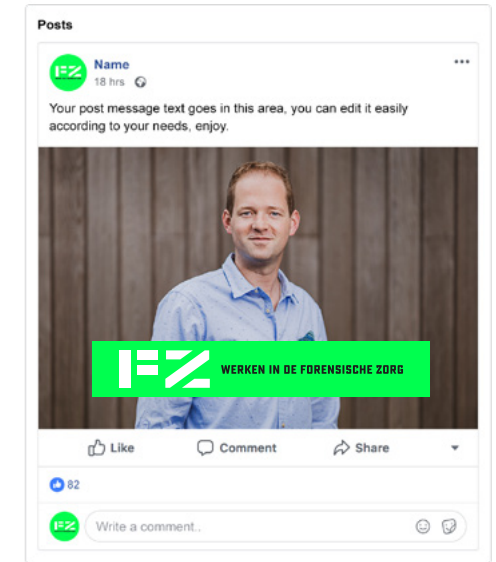 Posts
FZ
Name
18 hrs
Your post message text goes in this area, you can edit it easily
according to your needs, enjoy.
FZ WERKEN IN DE FORENSISCHE ZORG
Like Comment Share
82
FZ Write a comment..